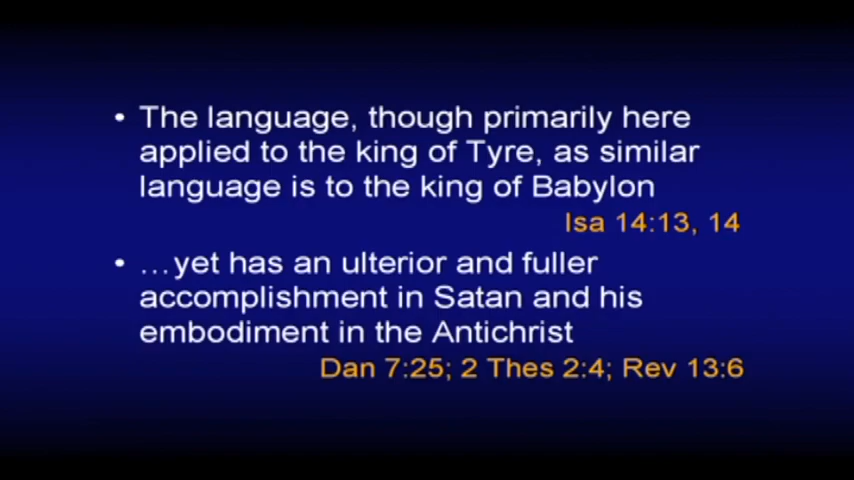 • The language, though primarily here
applied to the king of Tyre, as similar
language is to the king of Babylon
Isa 14:13, 14
• …yet has an ulterior and fuller
accomplishment in Satan and his
embodiment in the Antichrist
Dan 7:25; 2 Thes 2:4; Rev 13:6